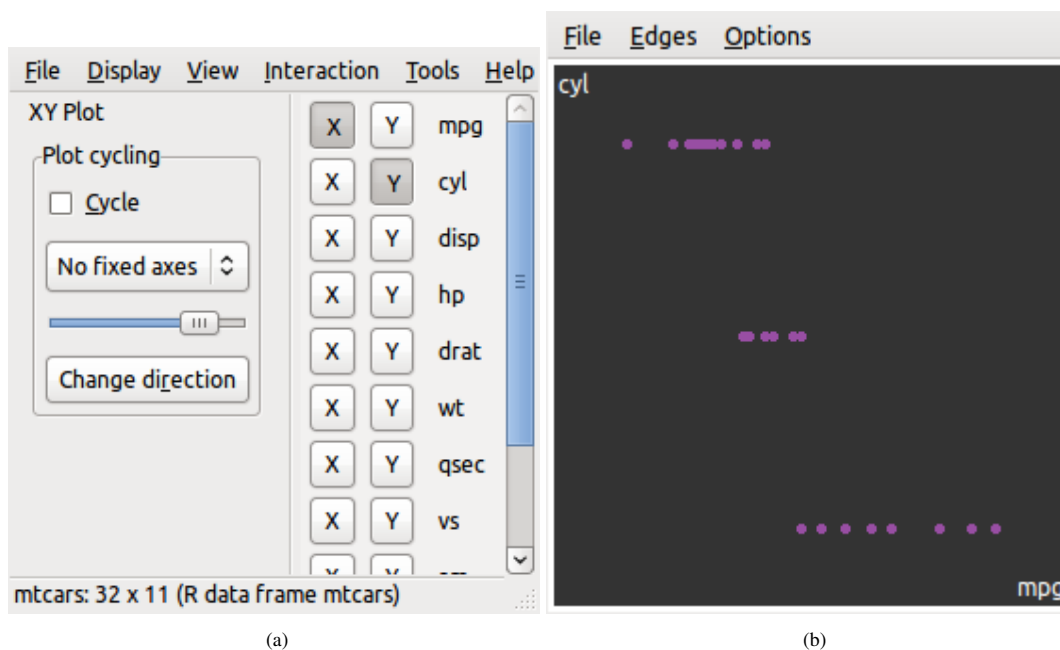 File Display View Interaction Tools Help
XY Plot
Plot cycling
Cycle
No fixed axes
Change direction
X Y mpg
X Y cyl
X Y disp
X Y hp
X Y drat
X Y wt
X Y qsec
X Y vs
mtcars: 32 x 11 (R data frame mtcars)
(a)
File Edges Options
cyl
mpg
(b)